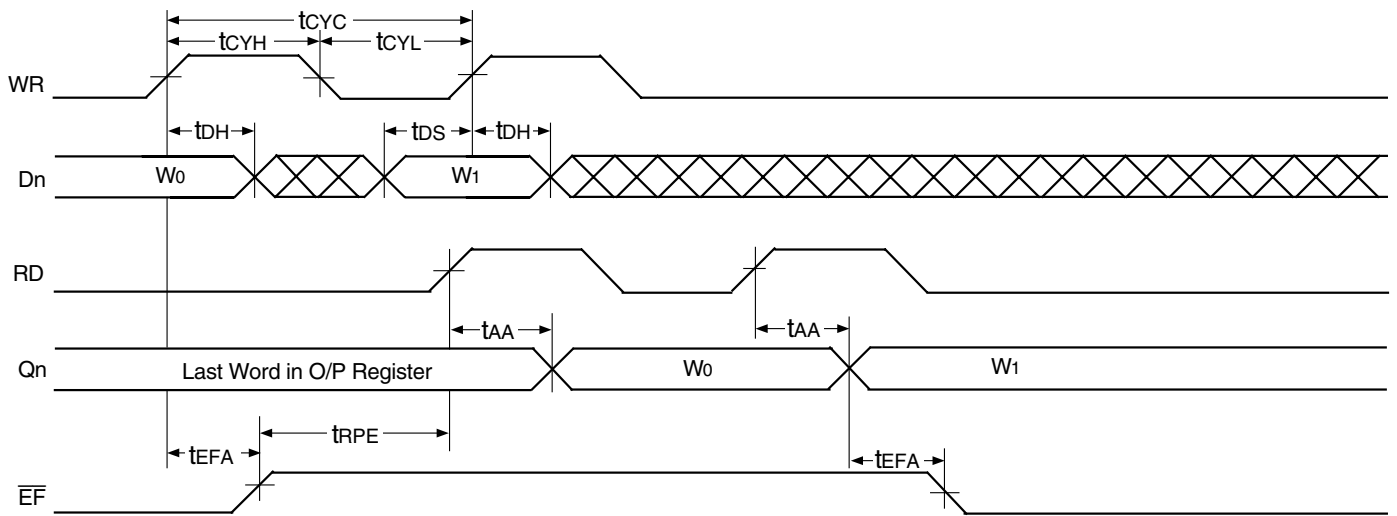 tCYC
tCYH
tCYL
WR
tDH
tDS
tDH
Dn
W0
W1
RD
tAA
tAA
Qn
Last Word in O/P Register
W0
W1
tRPE
tEFA
tEFA
EF